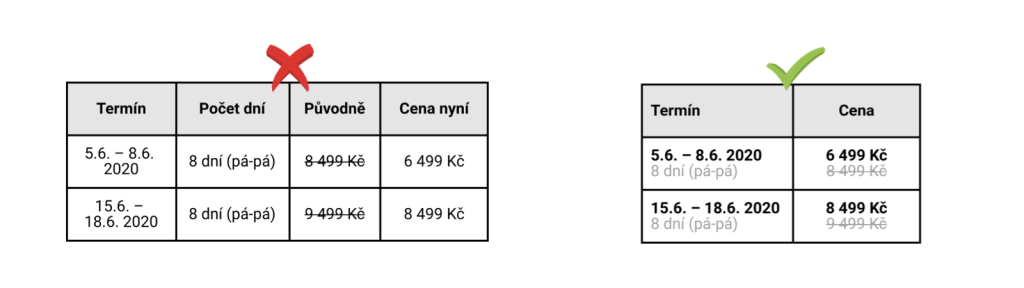 Termín Počet dní Původně Cena nyní
5.6. – 8.6.
2020
8 dní (pá-pá) 8 499 Kč 6 499 Kč
15.6. –
18.6. 2020
8 dní (pá-pá) 9 499 Kč 8 499 Kč
Termín Cena
5.6. – 8.6. 2020 6 499 Kč
8 dní (pá-pá) 8 499 Kč
15.6. – 18.6. 2020 8 499 Kč
8 dní (pá-pá) 9 499 Kč